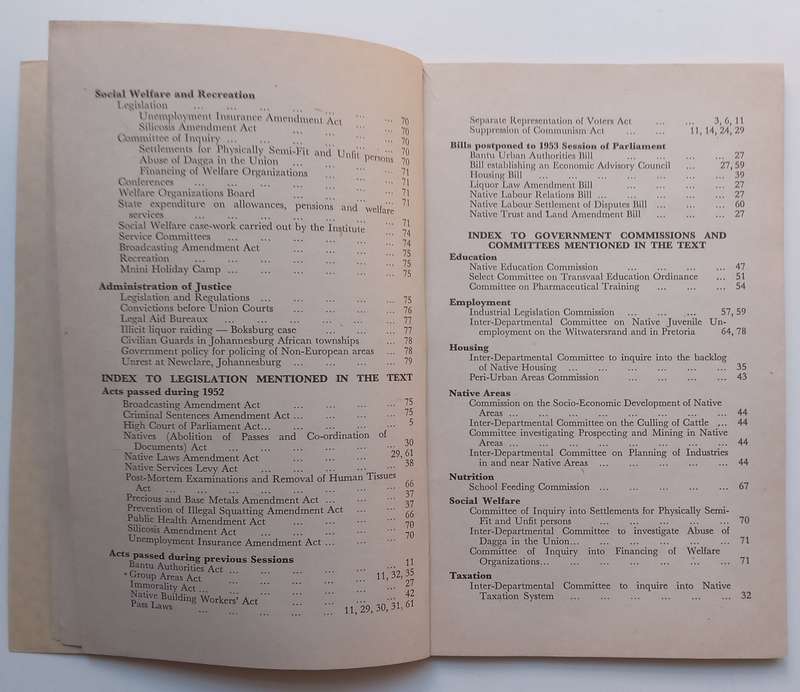 Social Welfare and Recreation
Legislation ... ... ... ... ... ... ... 70
Unemployment Insurance Amendment Act ... ... 70
Silicosis Amendment Act ... ... ... ... 70
Committee of Inquiry ... ... ... ... ... ... 70
Settlements for Physically Semi-Fit and Unfit persons 70
Abuse of Dagga in the Union ... ... ... ... 71
Financing of Welfare Organizations ... ... ... 71
Conferences ... ... ... ... ... ... ... 71
Welfare Organizations Board ... ... ... ... ... 71
State expenditure on allowances, pensions and welfare
services ... ... ... ... ... ... ... 71
Social Welfare case-work carried out by the Institute ... 74
Service Committees ... ... ... ... ... ... 74
Broadcasting Amendment Act ... ... ... ... 75
Recreation ... ... ... ... ... ... ... 75
Mnini Holiday Camp ... ... ... ... ... ... 75
Administration of Justice
Legislation and Regulations ... ... ... ... ... 75
Convictions before Union Courts ... ... ... ... 76
Legal Aid Bureaux ... ... ... ... ... ... 77
Illicit liquor raiding — Boksburg case ... ... ... 77
Civilian Guards in Johannesburg African townships ... 78
Government policy for policing of Non-European areas ... 78
Unrest at Newclare, Johannesburg ... ... ... ... 79
INDEX TO LEGISLATION MENTIONED IN THE TEXT
Acts passed during 1952
Broadcasting Amendment Act ... ... ... ... 75
Criminal Sentences Amendment Act ... ... ... ... 75
High Court of Parliament Act... ... ... ... ... 5
Natives (Abolition of Passes and Co-ordination of
Documents) Act ... ... ... ... ... ... 30
Native Laws Amendment Act ... ... ... ... 29, 61
Native Services Levy Act ... ... ... ... ... 38
Post-Mortem Examinations and Removal of Human Tissues
Act ... ... ... ... ... ... ... 66
Precious and Base Metals Amendment Act ... ... ... 37
Prevention of Illegal Squatting Amendment Act ... ... 37
Public Health Amendment Act ... ... ... ... 66
Silicosis Amendment Act ... ... ... ... ... 70
Unemployment Insurance Amendment Act ... ... ... 70
Acts passed during previous Sessions
Bantu Authorities Act ... ... ... ... ... ... 11
Group Areas Act ... ... ... ... ... 11, 32, 35
Immorality Act ... ... ... ... ... ... 27
Native Building Workers' Act ... ... ... ... 42
Pass Laws ... ... ... ... 11, 29, 30, 31, 61
Separate Representation of Voters Act ... ... 3, 6, 11
Suppression of Communism Act ... ... 11, 14, 24, 29
Bills postponed to 1953 Session of Parliament
Bantu Urban Authorities Bill ... ... ... ... 27
Bill establishing an Economic Advisory Council ... 27, 59
Housing Bill ... ... ... ... ... ... ... 39
Liquor Law Amendment Bill ... ... ... ... 27
Native Labour Relations Bill ... ... ... ... ... 27
Native Labour Settlement of Disputes Bill ... ... ... 60
Native Trust and Land Amendment Bill ... ... ... 27
INDEX TO GOVERNMENT COMMISSIONS AND
COMMITTEES MENTIONED IN THE TEXT
Education
Native Education Commission ... ... ... ... 47
Select Committee on Transvaal Education Ordinance ... 51
Committee on Pharmaceutical Training ... ... ... 54
Employment
Industrial Legislation Commission ... ... ... 57, 59
Inter-Departmental Committee on Native Juvenile Un-
employment on the Witwatersrand and in Pretoria 64, 78
Housing
Inter-Departmental Committee to inquire into the backlog
of Native Housing ... ... ... ... ... ... 35
Peri-Urban Areas Commission ... ... ... ... 43
Native Areas
Commission on the Socio-Economic Development of Native
Areas ... ... ... ... ... ... ... ... 44
Inter-Departmental Committee on the Culling of Cattle ... 44
Committee investigating Prospecting and Mining in Native
Areas ... ... ... ... ... ... ... ... 44
Inter-Departmental Committee on Planning of Industries
in and near Native Areas ... ... ... ... ... 44
Nutrition
School Feeding Commission ... ... ... ... ... 67
Social Welfare
Committee of Inquiry into Settlements for Physically Semi-
Fit and Unfit persons ... ... ... ... ... 70
Inter-Departmental Committee to investigate Abuse of
Dagga in the Union... ... ... ... ... ... 71
Committee of Inquiry into Financing of Welfare
Organizations... ... ... ... ... ... ... 71
Taxation
Inter-Departmental Committee to inquire into Native
Taxation System ... ... ... ... ... ... 32